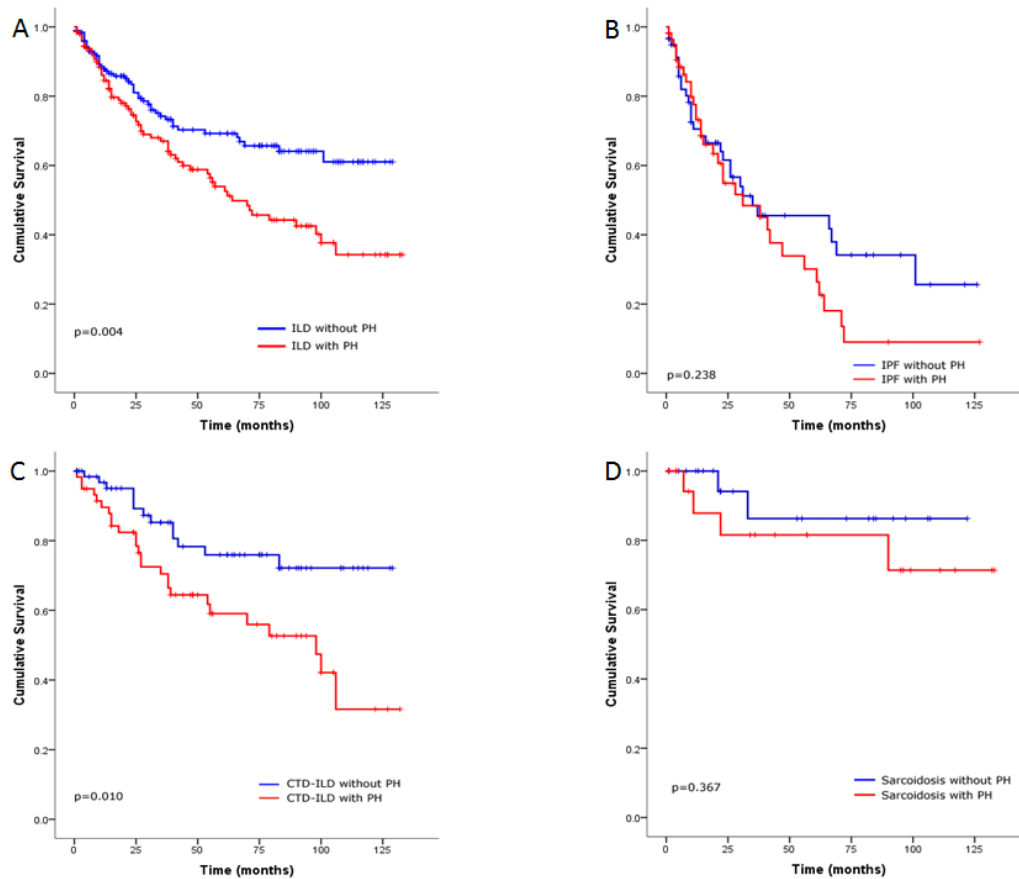 A
Cumulative Survival
1.0
0.8
0.6
0.4
0.2
0.0
p=0.004
ILD without PH
ILD with PH
0 25 50 75 100 125
Time (months)
B
Cumulative Survival
1.0
0.8
0.6
0.4
0.2
0.0
p=0.238
IPF without PH
IPF with PH
0 25 50 75 100 125
Time (months)
C
Cumulative Survival
1.0
0.8
0.6
0.4
0.2
0.0
p=0.010
CTD-ILD without PH
CTD-ILD with PH
0 25 50 75 100 125
Time (months)
D
Cumulative Survival
1.0
0.8
0.6
0.4
0.2
0.0
p=0.367
Sarcoidosis without PH
Sarcoidosis with PH
0 25 50 75 100 125
Time (months)